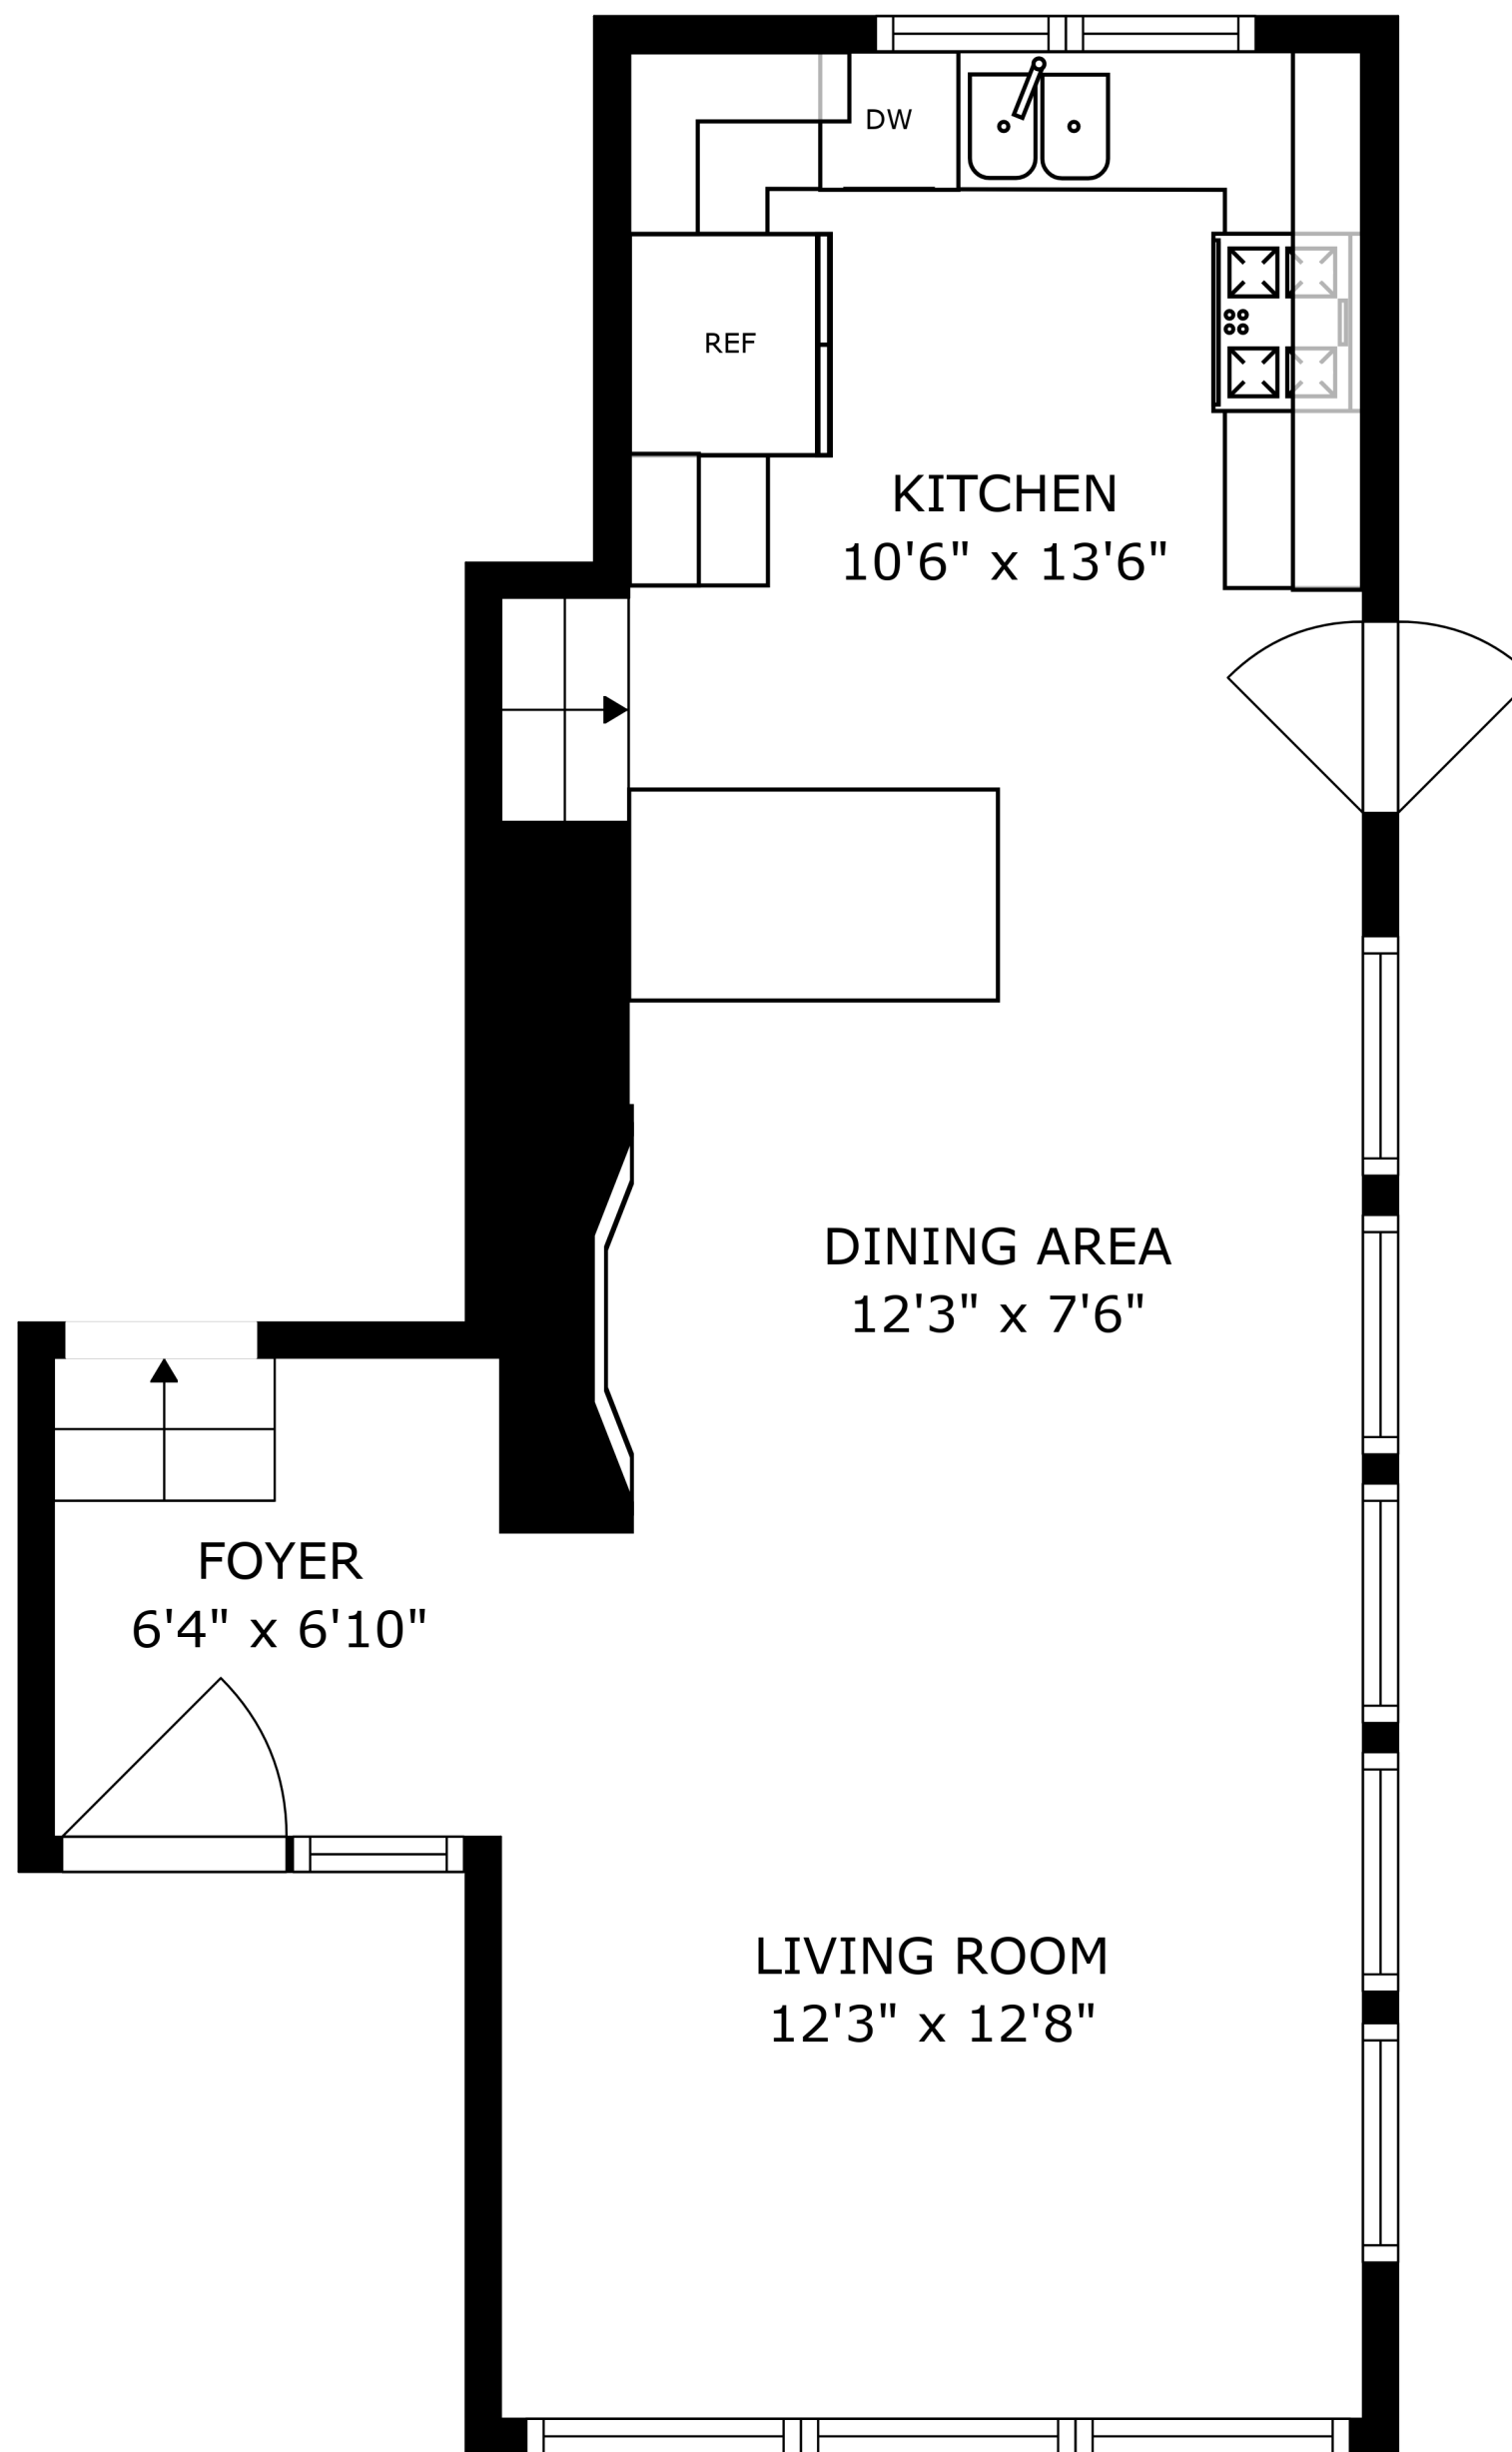 DW
REF
KITCHEN
10'6" x 13'6"
DINING AREA
12'3" x 7'6"
FOYER
6'4" x 6'10"
LIVING ROOM
12'3" x 12'8"